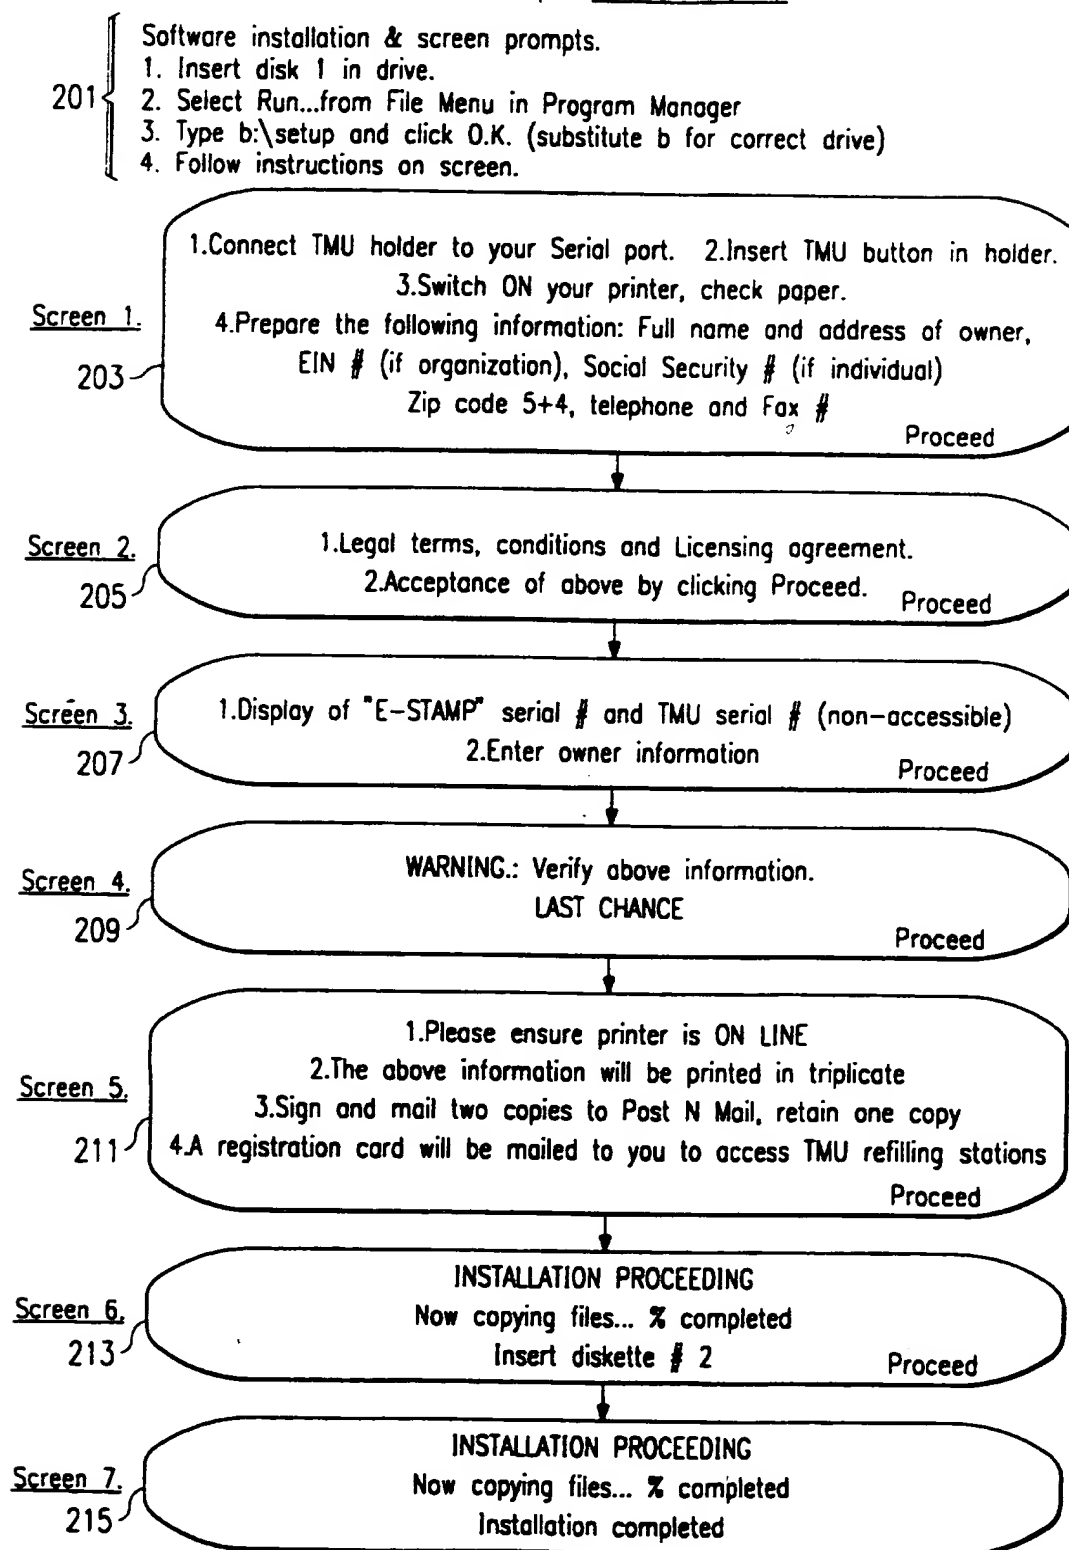 Software installation & screen prompts.
1. Insert disk 1 in drive.
201
2. Select Run...from File Menu in Program Manager
3. Type b:\setup and click O.K. (substitute b for correct drive)
4. Follow instructions on screen.
1.Connect TMU holder to your Serial port. 2.Insert TMU button in holder.
3.Switch ON your printer, check paper.
Screen 1.
4.Prepare the following information: Full name and address of owner,
203
EIN # (if organization), Social Security # (if individual)
Zip code 5+4, telephone and Fax #
Proceed
Screen 2.
1.Legal terms, conditions and Licensing agreement.
205
2.Acceptance of above by clicking Proceed.
Proceed
Screen 3.
1.Display of "E-STAMP" serial # and TMU serial # (non-accessible)
207
2.Enter owner information
Proceed
Screen 4.
WARNING.: Verify above information.
209
LAST CHANCE
Proceed
1.Please ensure printer is ON LINE
2.The above information will be printed in triplicate
Screen 5.
3.Sign and mail two copies to Post N Mail, retain one copy
211
4.A registration card will be mailed to you to access TMU refilling stations
Proceed
INSTALLATION PROCEEDING
Screen 6.
Now copying files... % completed
213
Insert diskette # 2
Proceed
INSTALLATION PROCEEDING
Screen 7.
Now copying files... % completed
215
Installation completed